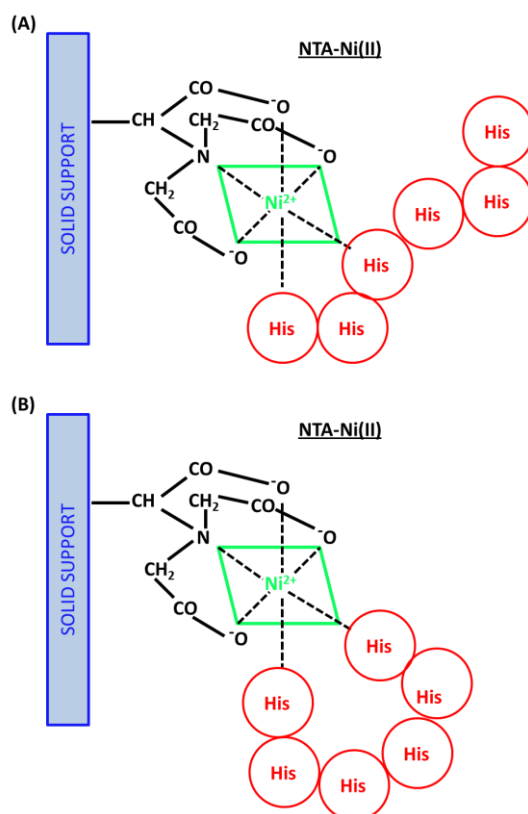 (A)
NTA-Ni(II)
SOLID SUPPORT
CO
⁻O
CH
CH₂
CO
⁻O
N
Ni²⁺
CH₂
CO
⁻O
His
His
His
His
His
His
(B)
NTA-Ni(II)
SOLID SUPPORT
CO
⁻O
CH
CH₂
CO
⁻O
N
Ni²⁺
CH₂
CO
⁻O
His
His
His
His
His
His